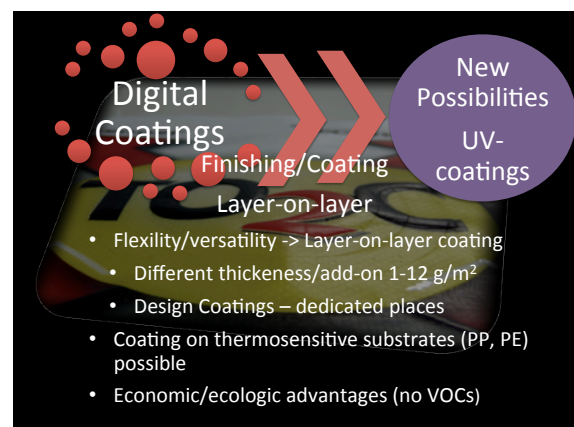 Digital
Coatings
New
Possibilities
UV-
coatings
Finishing/Coating
Layer-on-layer
• Flexility/versatility -> Layer-on-layer coating
• Different thickeness/add-on 1-12 g/m²
• Design Coatings – dedicated places
• Coating on thermosensitive substrates (PP, PE)
possible
• Economic/ecologic advantages (no VOCs)
TO2C